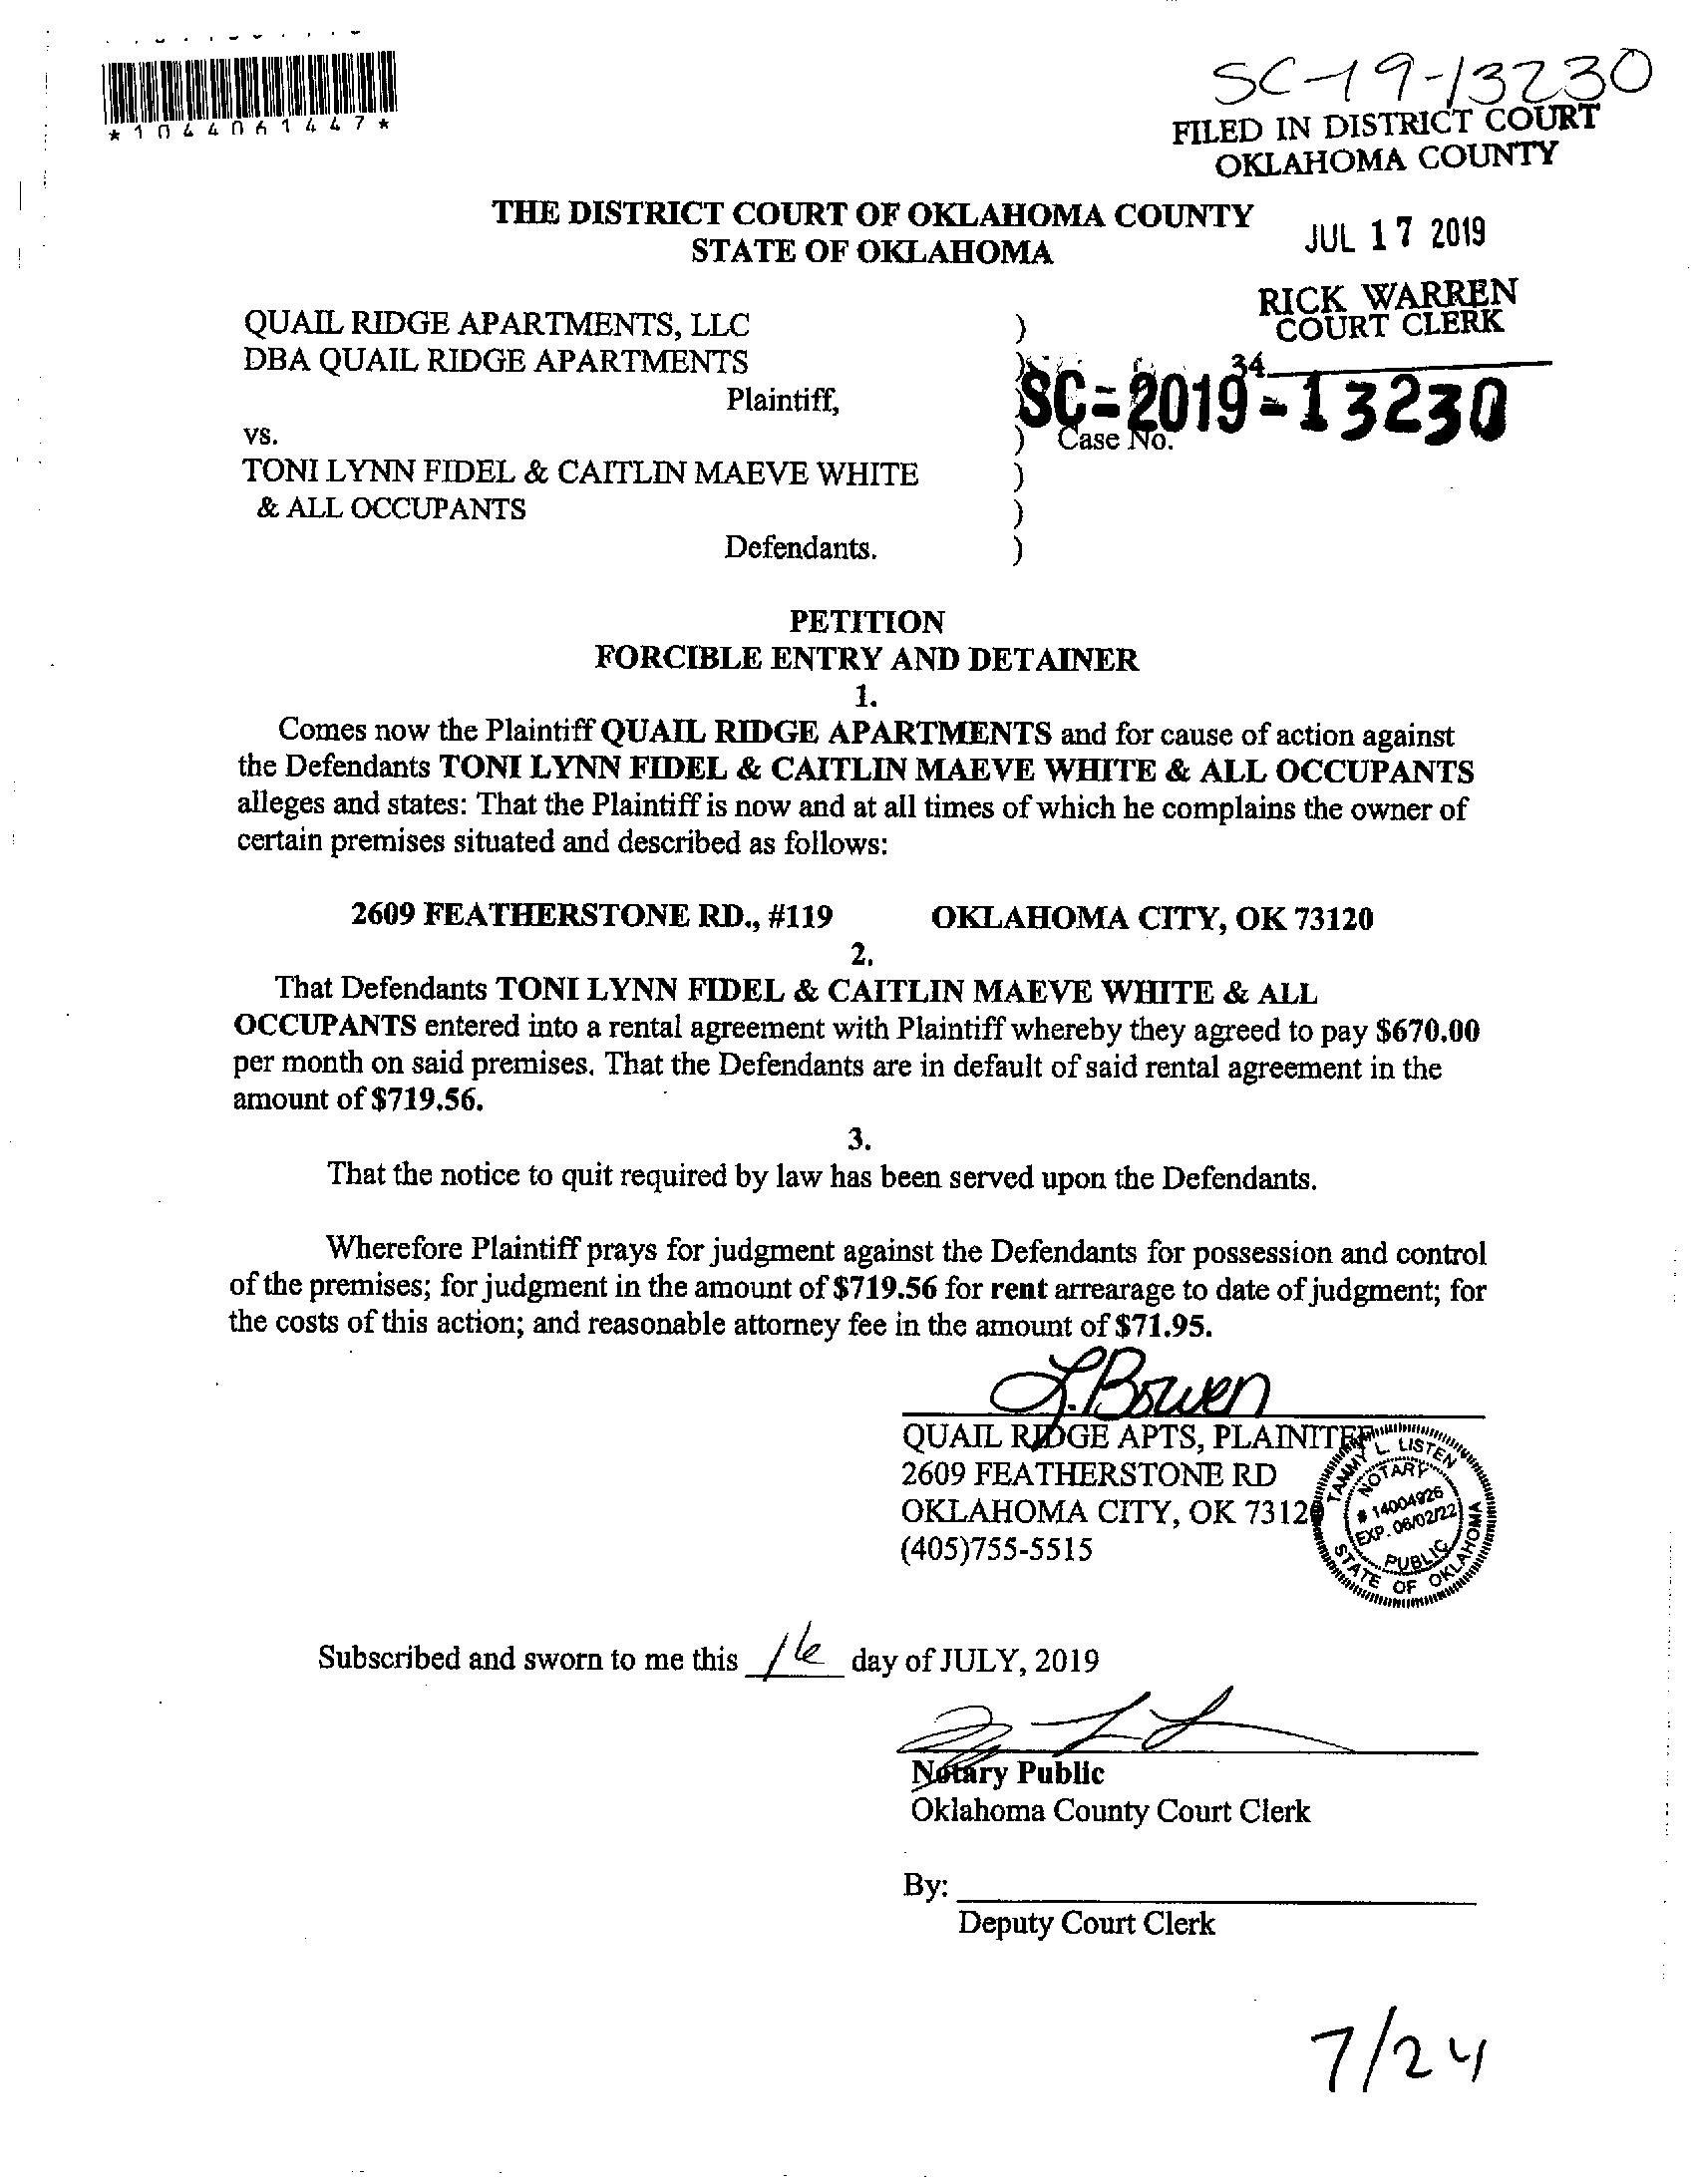 *1044061447*
SC-19-13230
FILED IN DISTRICT COURT
OKLAHOMA COUNTY
JUL 17 2019
RICK WARREN
COURT CLERK
34
SC-2019-13230
THE DISTRICT COURT OF OKLAHOMA COUNTY
STATE OF OKLAHOMA
QUAIL RIDGE APARTMENTS, LLC )
DBA QUAIL RIDGE APARTMENTS )
Plaintiff, )
vs. ) Case No.
TONI LYNN FIDEL & CAITLIN MAEVE WHITE )
& ALL OCCUPANTS )
Defendants. )
PETITION
FORCIBLE ENTRY AND DETAINER
1.
Comes now the Plaintiff QUAIL RIDGE APARTMENTS and for cause of action against
the Defendants TONI LYNN FIDEL & CAITLIN MAEVE WHITE & ALL OCCUPANTS
alleges and states: That the Plaintiff is now and at all times of which he complains the owner of
certain premises situated and described as follows:
2609 FEATHERSTONE RD., #119 OKLAHOMA CITY, OK 73120
2.
That Defendants TONI LYNN FIDEL & CAITLIN MAEVE WHITE & ALL
OCCUPANTS entered into a rental agreement with Plaintiff whereby they agreed to pay $670.00
per month on said premises. That the Defendants are in default of said rental agreement in the
amount of $719.56.
3.
That the notice to quit required by law has been served upon the Defendants.
Wherefore Plaintiff prays for judgment against the Defendants for possession and control
of the premises; for judgment in the amount of $719.56 for rent arrearage to date of judgment; for
the costs of this action; and reasonable attorney fee in the amount of $71.95.
L. Bowen
QUAIL RIDGE APTS, PLAINITFF
2609 FEATHERSTONE RD
OKLAHOMA CITY, OK 73120
(405)755-5515
TAMMY L. LISTEN
NOTARY
# 14004926
EXP. 06/02/22
PUBLIC
STATE OF OKLAHOMA
Subscribed and sworn to me this 16 day of JULY, 2019
Notary Public
Oklahoma County Court Clerk
By:
Deputy Court Clerk
7/24